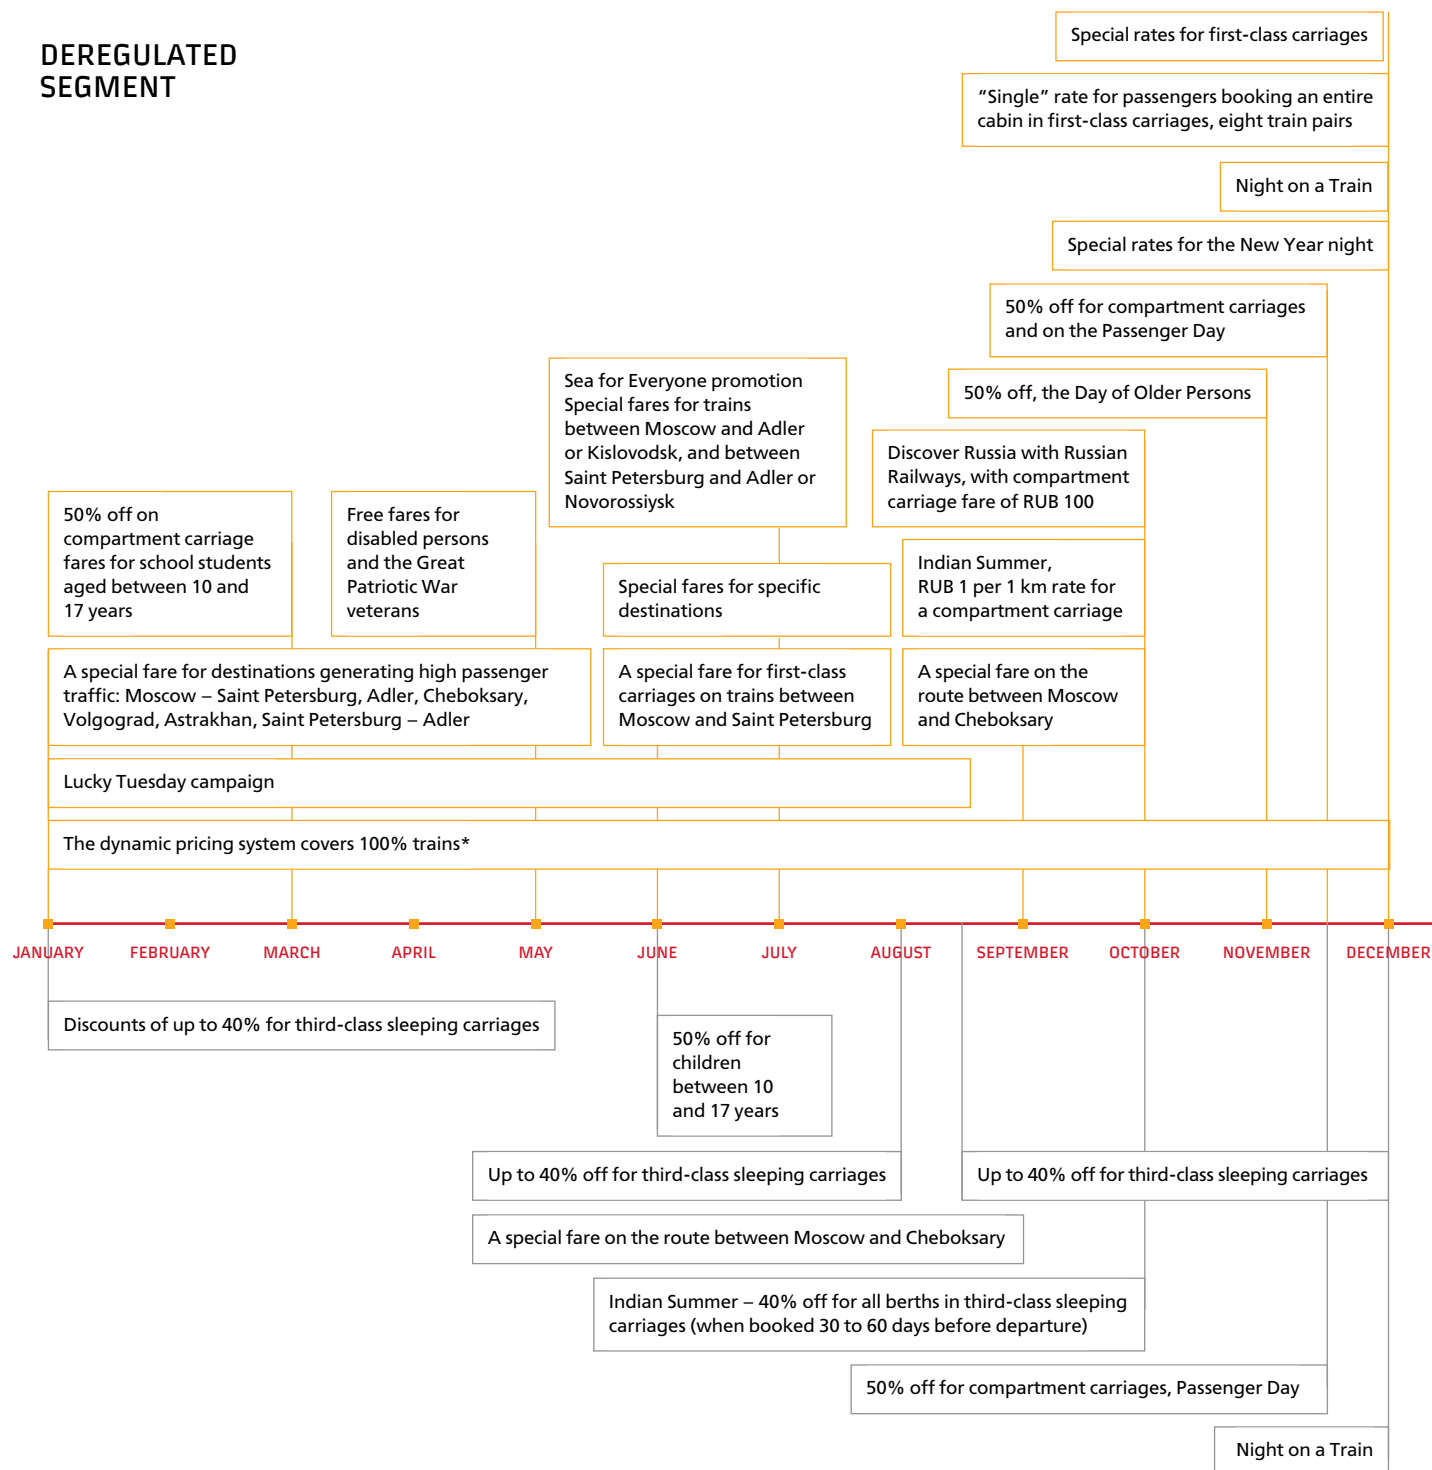 DEREGULATED
SEGMENT
Special rates for first-class carriages
“Single” rate for passengers booking an entire
cabin in first-class carriages, eight train pairs
Night on a Train
Special rates for the New Year night
50% off for compartment carriages
and on the Passenger Day
50% off, the Day of Older Persons
Sea for Everyone promotion
Special fares for trains
between Moscow and Adler
or Kislovodsk, and between
Saint Petersburg and Adler or
Novorossiysk
Discover Russia with Russian
Railways, with compartment
carriage fare of RUB 100
50% off on
compartment carriage
fares for school students
aged between 10 and
17 years
Free fares for
disabled persons
and the Great
Patriotic War
veterans
Special fares for specific
destinations
Indian Summer,
RUB 1 per 1 km rate for
a compartment carriage
A special fare for destinations generating high passenger
traffic: Moscow – Saint Petersburg, Adler, Cheboksary,
Volgograd, Astrakhan, Saint Petersburg – Adler
A special fare for first-class
carriages on trains between
Moscow and Saint Petersburg
A special fare on the
route between Moscow
and Cheboksary
Lucky Tuesday campaign
The dynamic pricing system covers 100% trains*
JANUARY
FEBRUARY
MARCH
APRIL
MAY
JUNE
JULY
AUGUST
SEPTEMBER
OCTOBER
NOVEMBER
DECEMBER
Discounts of up to 40% for third-class sleeping carriages
50% off for
children
between 10
and 17 years
Up to 40% off for third-class sleeping carriages
Up to 40% off for third-class sleeping carriages
A special fare on the route between Moscow and Cheboksary
Indian Summer – 40% off for all berths in third-class sleeping
carriages (when booked 30 to 60 days before departure)
50% off for compartment carriages, Passenger Day
Night on a Train